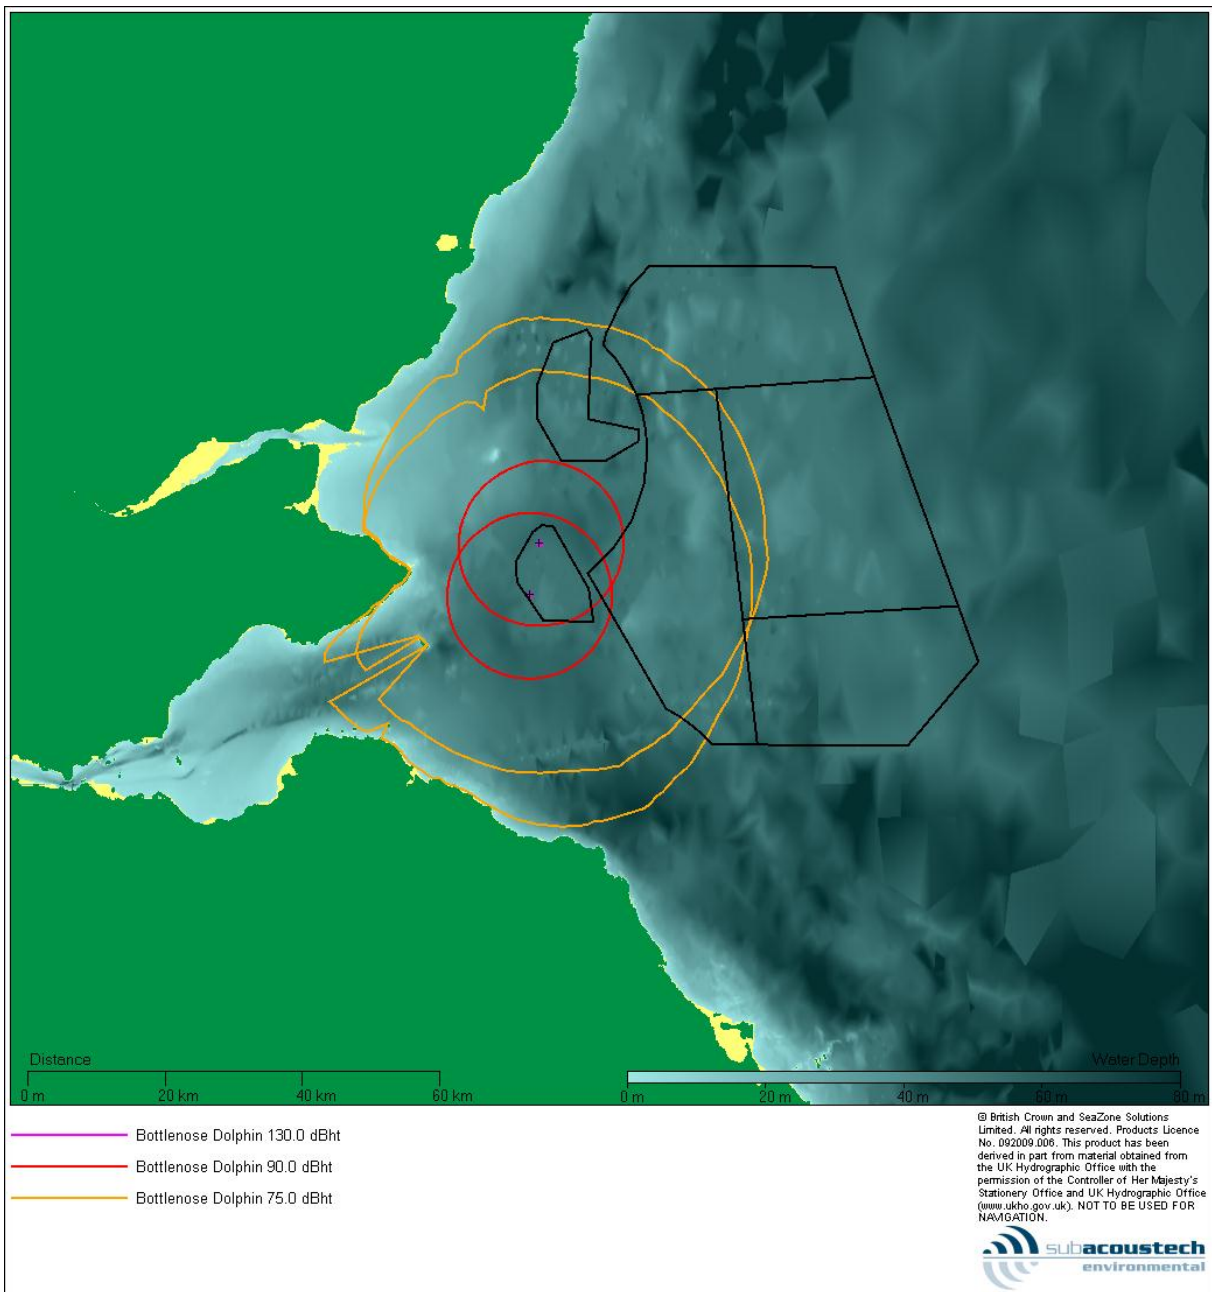 Distance
Water Depth
0 m
20 km
40 km
60 km
0 m
20 m
40 m
60 m
80 m
Bottlenose Dolphin 130.0 dBht
Bottlenose Dolphin 90.0 dBht
Bottlenose Dolphin 75.0 dBht
© British Crown and SeaZone Solutions
Limited. All rights reserved. Products Licence
No. 092009.006. This product has been
derived in part from material obtained from
the UK Hydrographic Office with the
permission of the Controller of Her Majesty's
Stationery Office and UK Hydrographic Office
(www.ukho.gov.uk). NOT TO BE USED FOR
NAVIGATION.
subacoustech
environmental